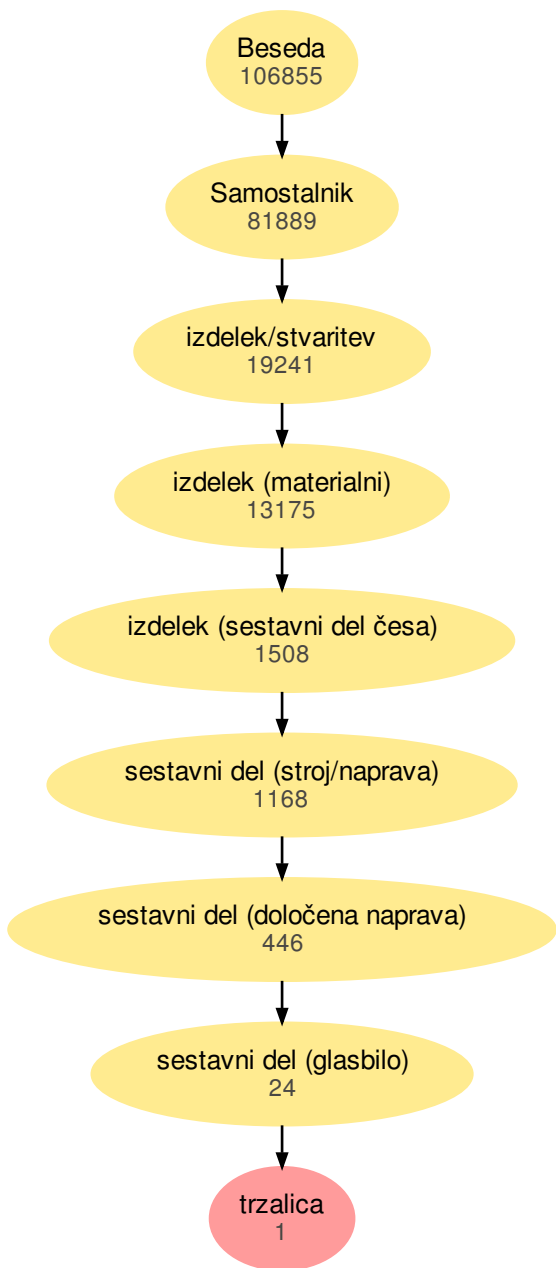 Beseda
106855
Samostalnik
81889
izdelek/stvaritev
19241
izdelek (materialni)
13175
izdelek (sestavni del česa)
1508
sestavni del (stroj/naprava)
1168
sestavni del (določena naprava)
446
sestavni del (glasbilo)
24
trzalica
1